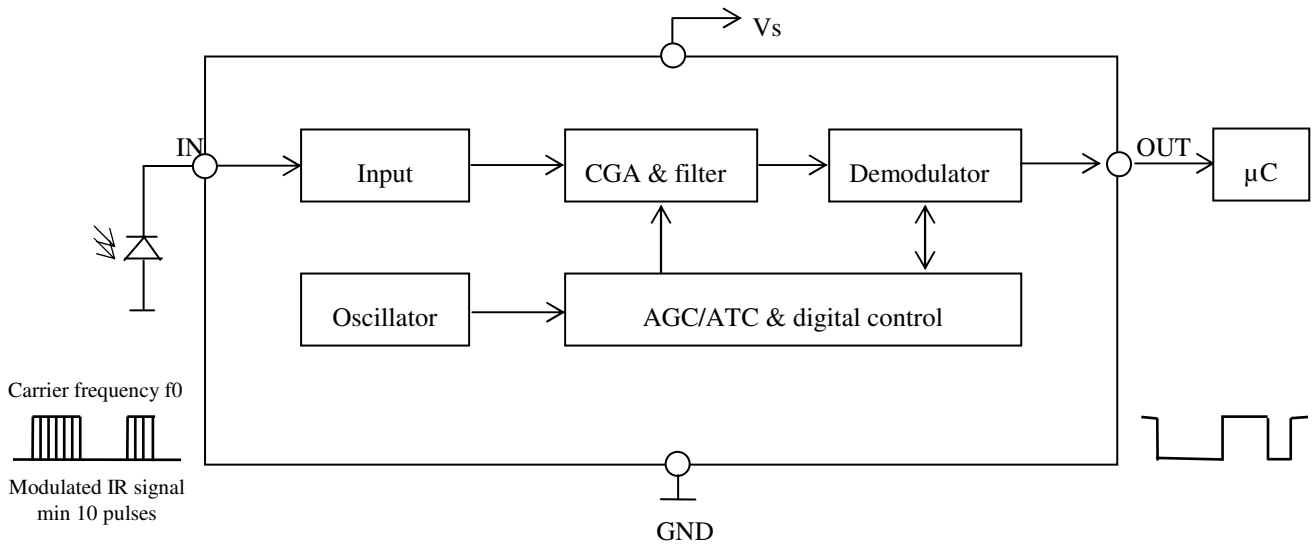 Vs
IN
OUT
Input
CGA & filter
Demodulator
µC
Oscillator
AGC/ATC & digital control
Carrier frequency f0
Modulated IR signal
min 10 pulses
GND